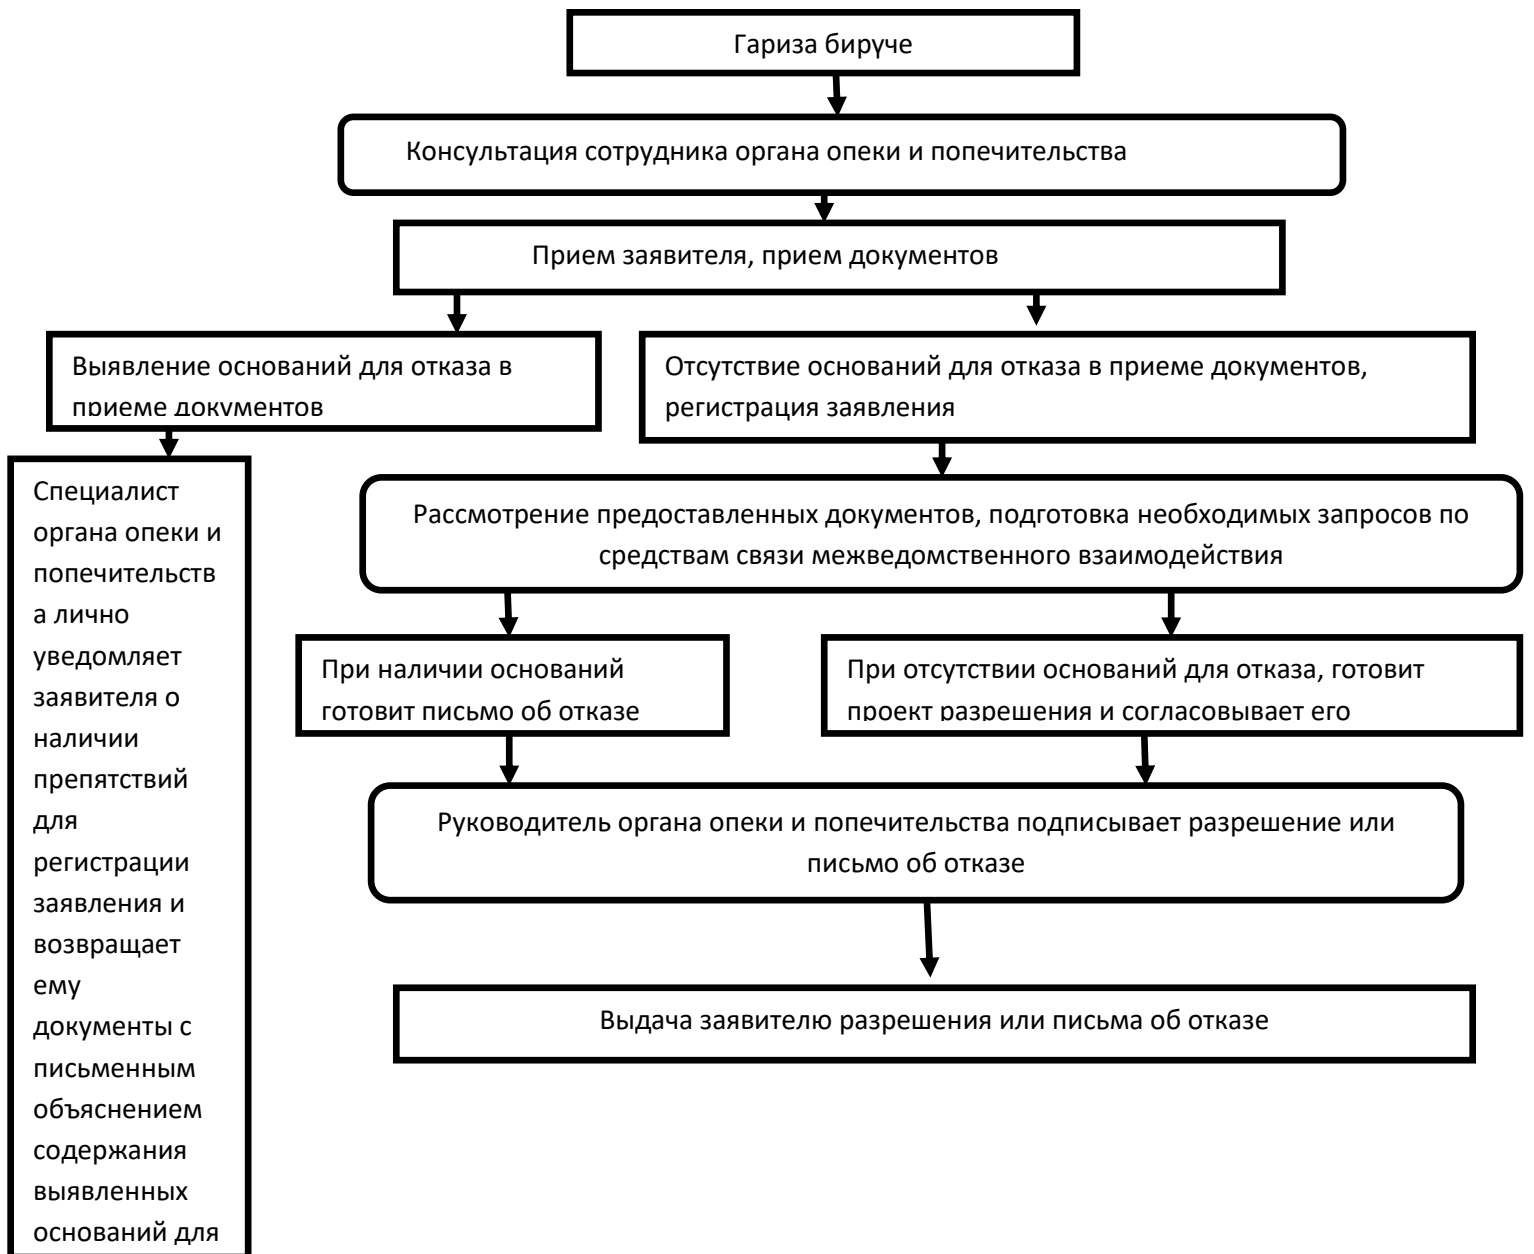 Гариза бирүче
Консультация сотрудника органа опеки и попечительства
Прием заявителя, прием документов
Выявление оснований для отказа в
приеме документов
Отсутствие оснований для отказа в приеме документов,
регистрация заявления
Специалист
органа опеки и
попечительств
а лично
уведомляет
заявителя о
наличии
препятствий
для
регистрации
заявления и
возвращает
ему
документы с
письменным
объяснением
содержания
выявленных
оснований для
Рассмотрение предоставленных документов, подготовка необходимых запросов по
средствам связи межведомственного взаимодействия
При наличии оснований
готовит письмо об отказе
При отсутствии оснований для отказа, готовит
проект разрешения и согласовывает его
Руководитель органа опеки и попечительства подписывает разрешение или
письмо об отказе
Выдача заявителю разрешения или письма об отказе